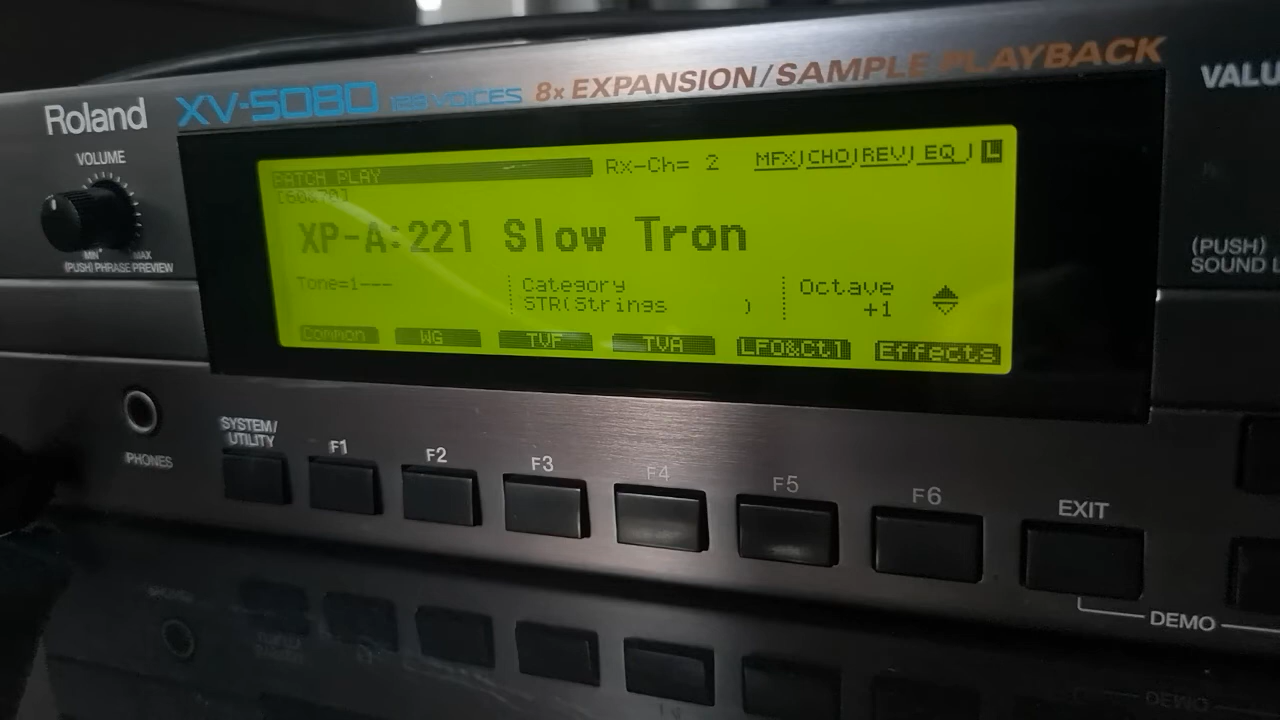 Roland XV-5080 128 VOICES 8x EXPANSION/SAMPLE PLAYBACK
VALU
VOLUME
MIN MAX
(PUSH) PHRASE PREVIEW
PATCH PLAY Rx-Ch= 2 MFX CHO REV EQ L
XP-A:221 Slow Tron
Tone=1---
Category
STR(Strings )
Octave
+1
Common WG TVF TVA LFO&Ctl Effects
(PUSH)
SOUND L
PHONES
SYSTEM/
UTILITY
F1 F2 F3 F4 F5 F6 EXIT
DEMO